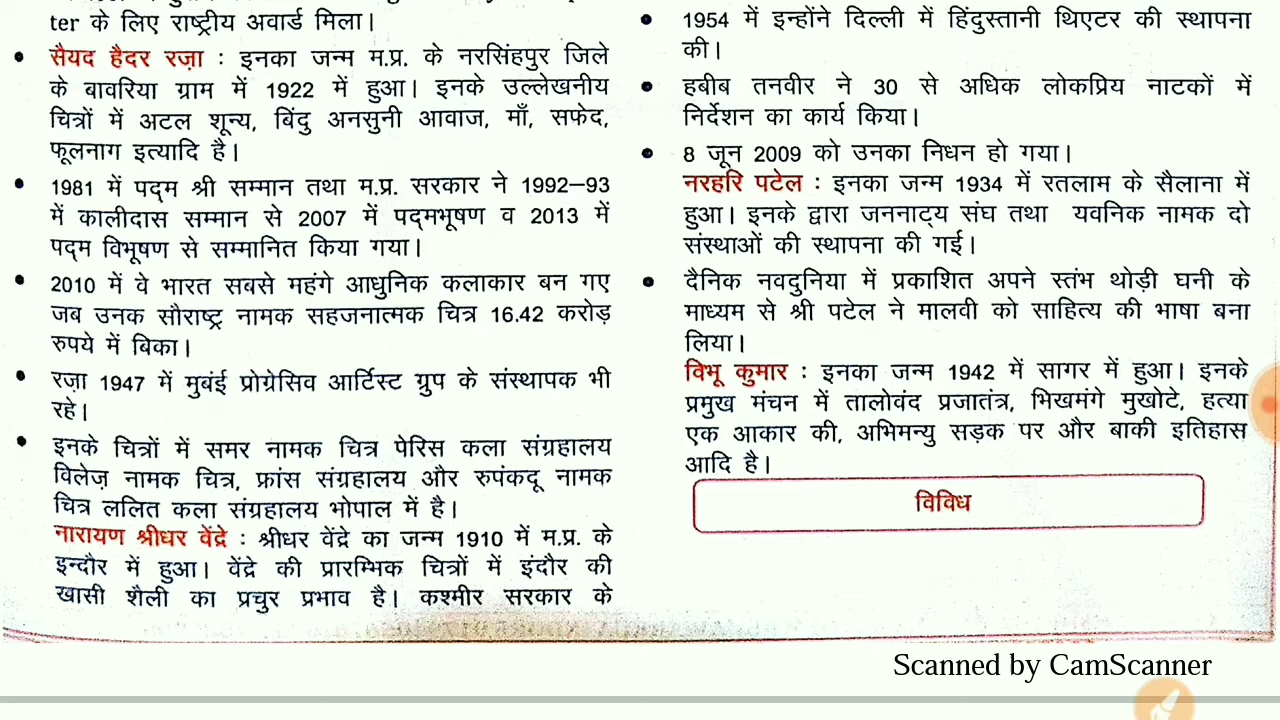 ter के लिए राष्ट्रीय अवार्ड मिला।
• सैयद हैदर रज़ा : इनका जन्म म.प्र. के नरसिंहपुर जिले
के बावरिया ग्राम में 1922 में हुआ। इनके उल्लेखनीय
चित्रों में अटल शून्य, बिंदु अनसुनी आवाज, माँ, सफेद,
फूलनाग इत्यादि है।
• 1981 में पद्म श्री सम्मान तथा म.प्र. सरकार ने 1992–93
में कालीदास सम्मान से 2007 में पद्मभूषण व 2013 में
पद्म विभूषण से सम्मानित किया गया।
• 2010 में वे भारत सबसे महंगे आधुनिक कलाकार बन गए
जब उनक सौराष्ट्र नामक सहजनात्मक चित्र 16.42 करोड़
रुपये में बिका।
• रज़ा 1947 में मुबंई प्रोग्रेसिव आर्टिस्ट ग्रुप के संस्थापक भी
रहे।
• इनके चित्रों में समर नामक चित्र पेरिस कला संग्रहालय
विलेज़ नामक चित्र, फ्रांस संग्रहालय और रुपंकदू नामक
चित्र ललित कला संग्रहालय भोपाल में है।
नारायण श्रीधर वेंद्रे : श्रीधर वेंद्रे का जन्म 1910 में म.प्र. के
इन्दौर में हुआ। वेंद्रे की प्रारम्भिक चित्रों में इंदौर की
खासी शैली का प्रचुर प्रभाव है। कश्मीर सरकार के
• 1954 में इन्होंने दिल्ली में हिंदुस्तानी थिएटर की स्थापना
की।
• हबीब तनवीर ने 30 से अधिक लोकप्रिय नाटकों में
निर्देशन का कार्य किया।
• 8 जून 2009 को उनका निधन हो गया।
नरहरि पटेल : इनका जन्म 1934 में रतलाम के सैलाना में
हुआ। इनके द्वारा जननाट्य संघ तथा यवनिक नामक दो
संस्थाओं की स्थापना की गई।
• दैनिक नवदुनिया में प्रकाशित अपने स्तंभ थोड़ी घनी के
माध्यम से श्री पटेल ने मालवी को साहित्य की भाषा बना
लिया।
विभू कुमार : इनका जन्म 1942 में सागर में हुआ। इनके
प्रमुख मंचन में तालोवंद प्रजातंत्र, भिखमंगे मुखोटे, हत्या
एक आकार की, अभिमन्यु सड़क पर और बाकी इतिहास
आदि है।
विविध
Scanned by CamScanner